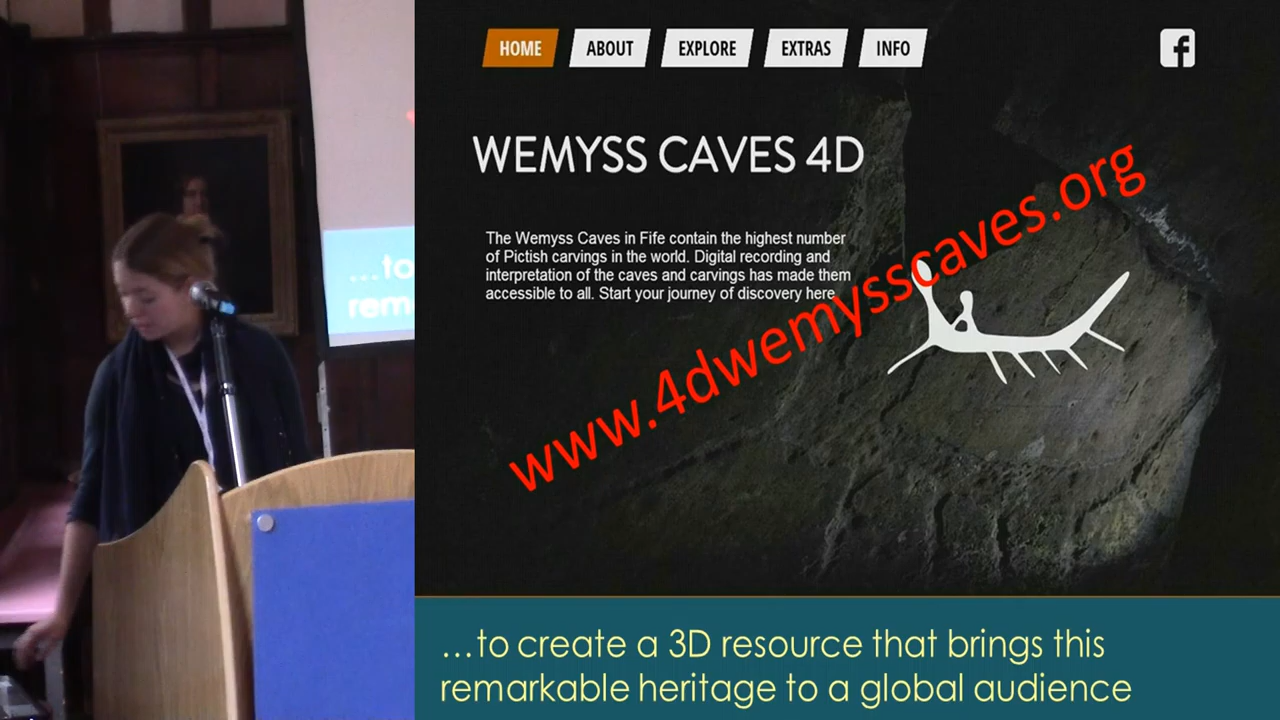 HOME
ABOUT
EXPLORE
EXTRAS
INFO
f
WEMYSS CAVES 4D
The Wemyss Caves in Fife contain the highest number
of Pictish carvings in the world. Digital recording and
interpretation of the caves and carvings has made them
accessible to all. Start your journey of discovery here
www.4dwemysscaves.org
…to
rem
…to create a 3D resource that brings this
remarkable heritage to a global audience